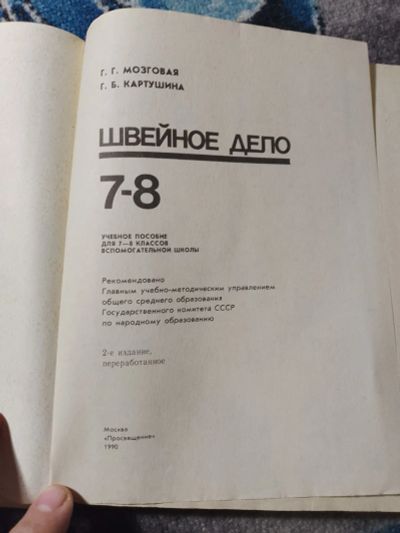 Г. Г. МОЗГОВАЯ
Г. Б. КАРТУШИНА
ШВЕЙНОЕ ДЕЛО
7-8
УЧЕБНОЕ ПОСОБИЕ
ДЛЯ 7—8 КЛАССОВ
ВСПОМОГАТЕЛЬНОЙ ШКОЛЫ
Рекомендовано
Главным учебно-методическим управлением
общего среднего образования
Государственного комитета СССР
по народному образованию
2-е издание,
переработанное
Москва
«Просвещение»
1990